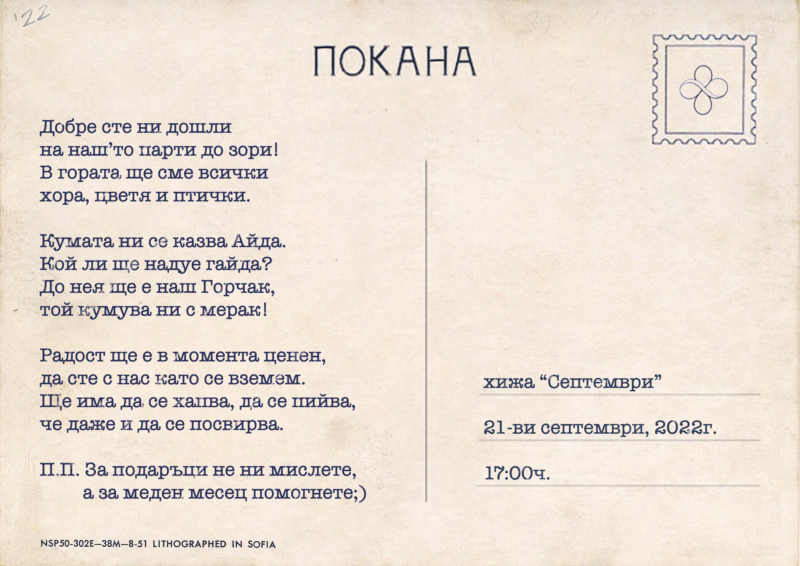 '22
ПОКАНА
Добре сте ни дошли
на наш'то парти до зори!
В гората ще сме всички
хора, цветя и птички.
Кумата ни се казва Айда.
Кой ли ще надуе гайда?
До нея ще е наш Горчак,
той кумува ни с мерак!
Радост ще е в момента ценен,
да сте с нас като се вземем.
Ще има да се хапва, да се пийва,
че даже и да се посвирва.
П.П. За подаръци не ни мислете,
а за меден месец помогнете;)
хижа “Септември”
21-ви септември, 2022г.
17:00ч.
NSP50-302E—38M—8-51 LITHOGRAPHED IN SOFIA